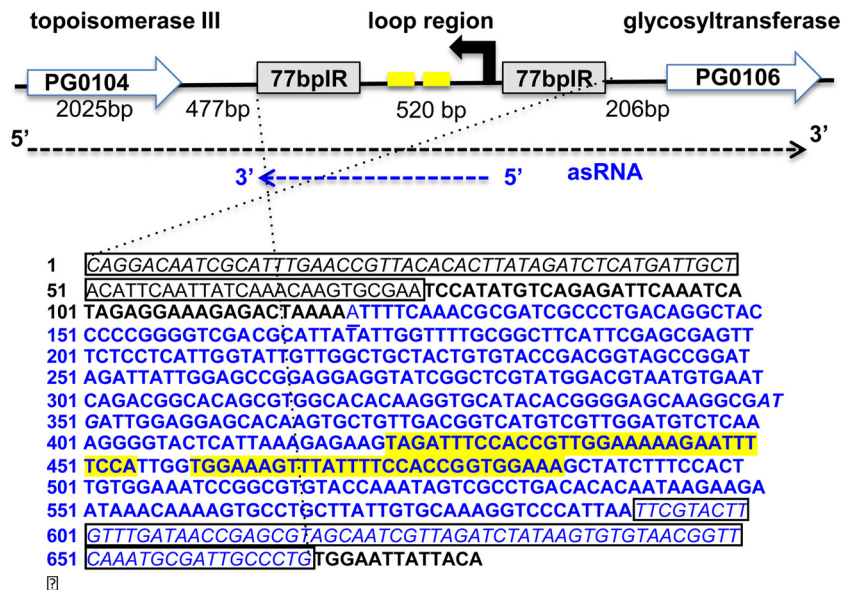 topoisomerase III loop region glycosyltransferase
PG0104 77bpIR 77bpIR PG0106
2025bp 477bp 520 bp 206bp
5’ 3’
3’ 5’ asRNA
1 CAGGACAATCGCATTTGAACCGTTACACACTTATAGATCTCATGATTGCT
51 ACATTCAATTATCAAACAAGTGCGAATCCATATGTCAGAGATTCAAATCA
101 TAGAGGAAAGAGACTAAAAATTTTCAAACGCGATCGCCCTGACAGGCTAC
151 CCCCGGGGTCGACGCATTATATTGGTTTTGCGGCTTCATTCGAGCGAGTT
201 TCTCCTCATTGGTATTGTTGGCTGCTACTGTGTACCGACGGTAGCCGGAT
251 AGATTATTGGAGCCGGAGGAGGTATCGGCTCGTATGGACGTAATGTGAAT
301 CAGACGGCACAGCGTGGCACACAAGGTGCATACACGGGGAGCAAGGCGAT
351 GATTGGAGGAGCACAAGTGCTGTTGACGGTCATGTCGTTGGATGTCTCAA
401 AGGGGTACTCATTAAAGAGAAGTAGATTTCCACCGTTGGAAAAAGAATTT
451 TCCATTGGTGGAAAGTTTATTTTCCACCGGTGGAAAGCTATCTTTCCACT
501 TGTGGAAATCCGGCGTGTACCAAATAGTCGCCTGACACACAATAAGAAGA
551 ATAAACAAAAGTGCCTGCTTATTGTGCAAAGGTCCCATTAATTCGTACTT
601 GTTTGATAACCGAGCGTAGCAATCGTTAGATCTATAAGTGTGTAACGGTT
651 CAAATGCGATTGCCCTGTGGAATTATTACA